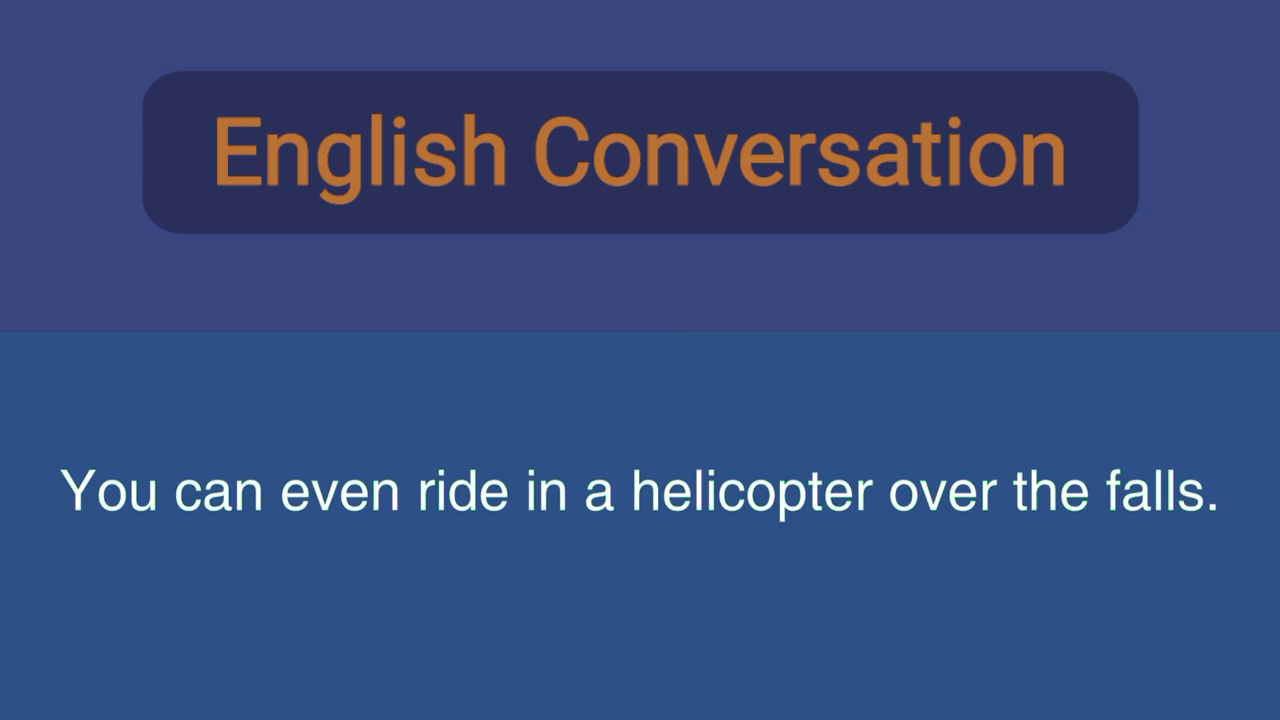 English Conversation
You can even ride in a helicopter over the falls.